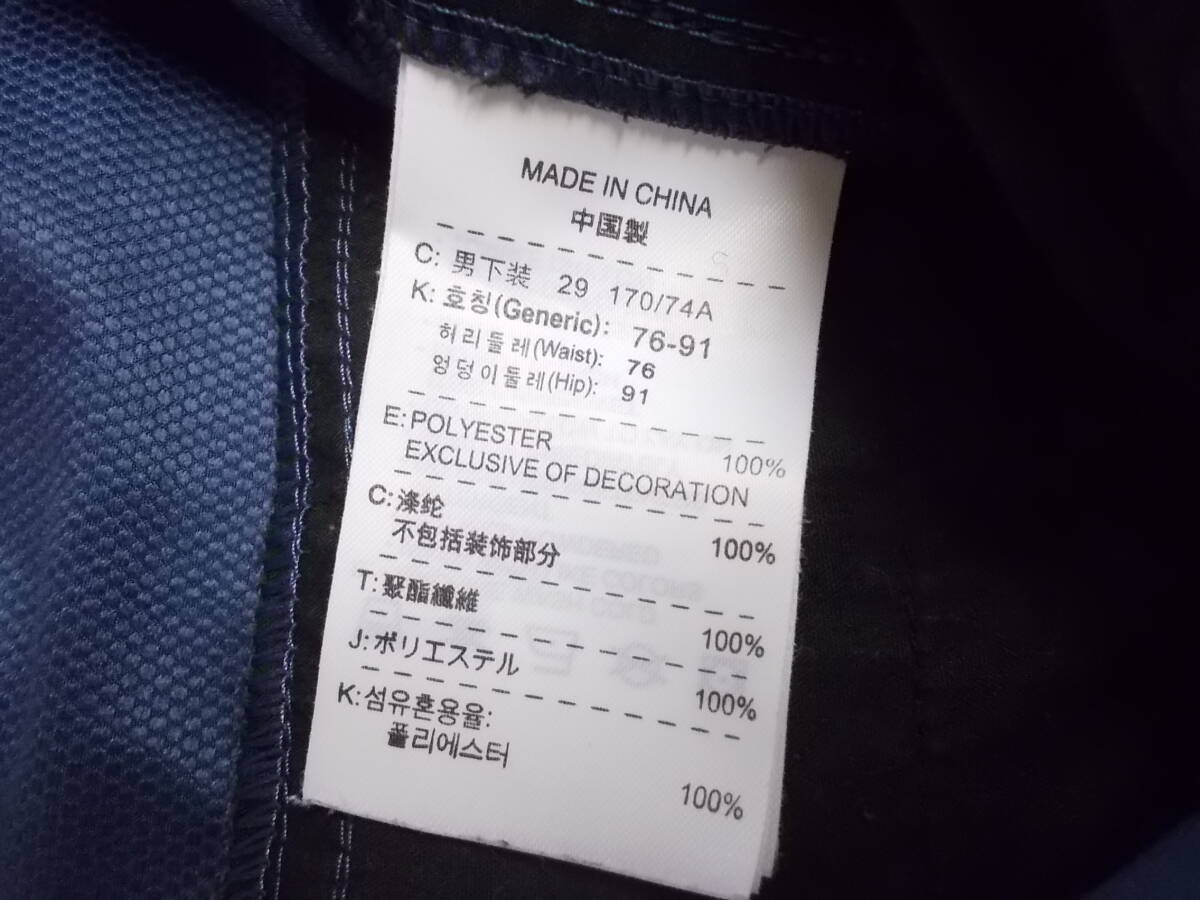 MADE IN CHINA
中国製
C: 男下装 29 170/74A
K: 호칭(Generic): 76-91
허리둘레(Waist): 76
엉덩이둘레(Hip): 91
E: POLYESTER 100%
EXCLUSIVE OF DECORATION
C: 涤纶 100%
不包括装饰部分
T: 聚酯纖維 100%
J: ポリエステル 100%
K: 섬유혼용율:
폴리에스터 100%